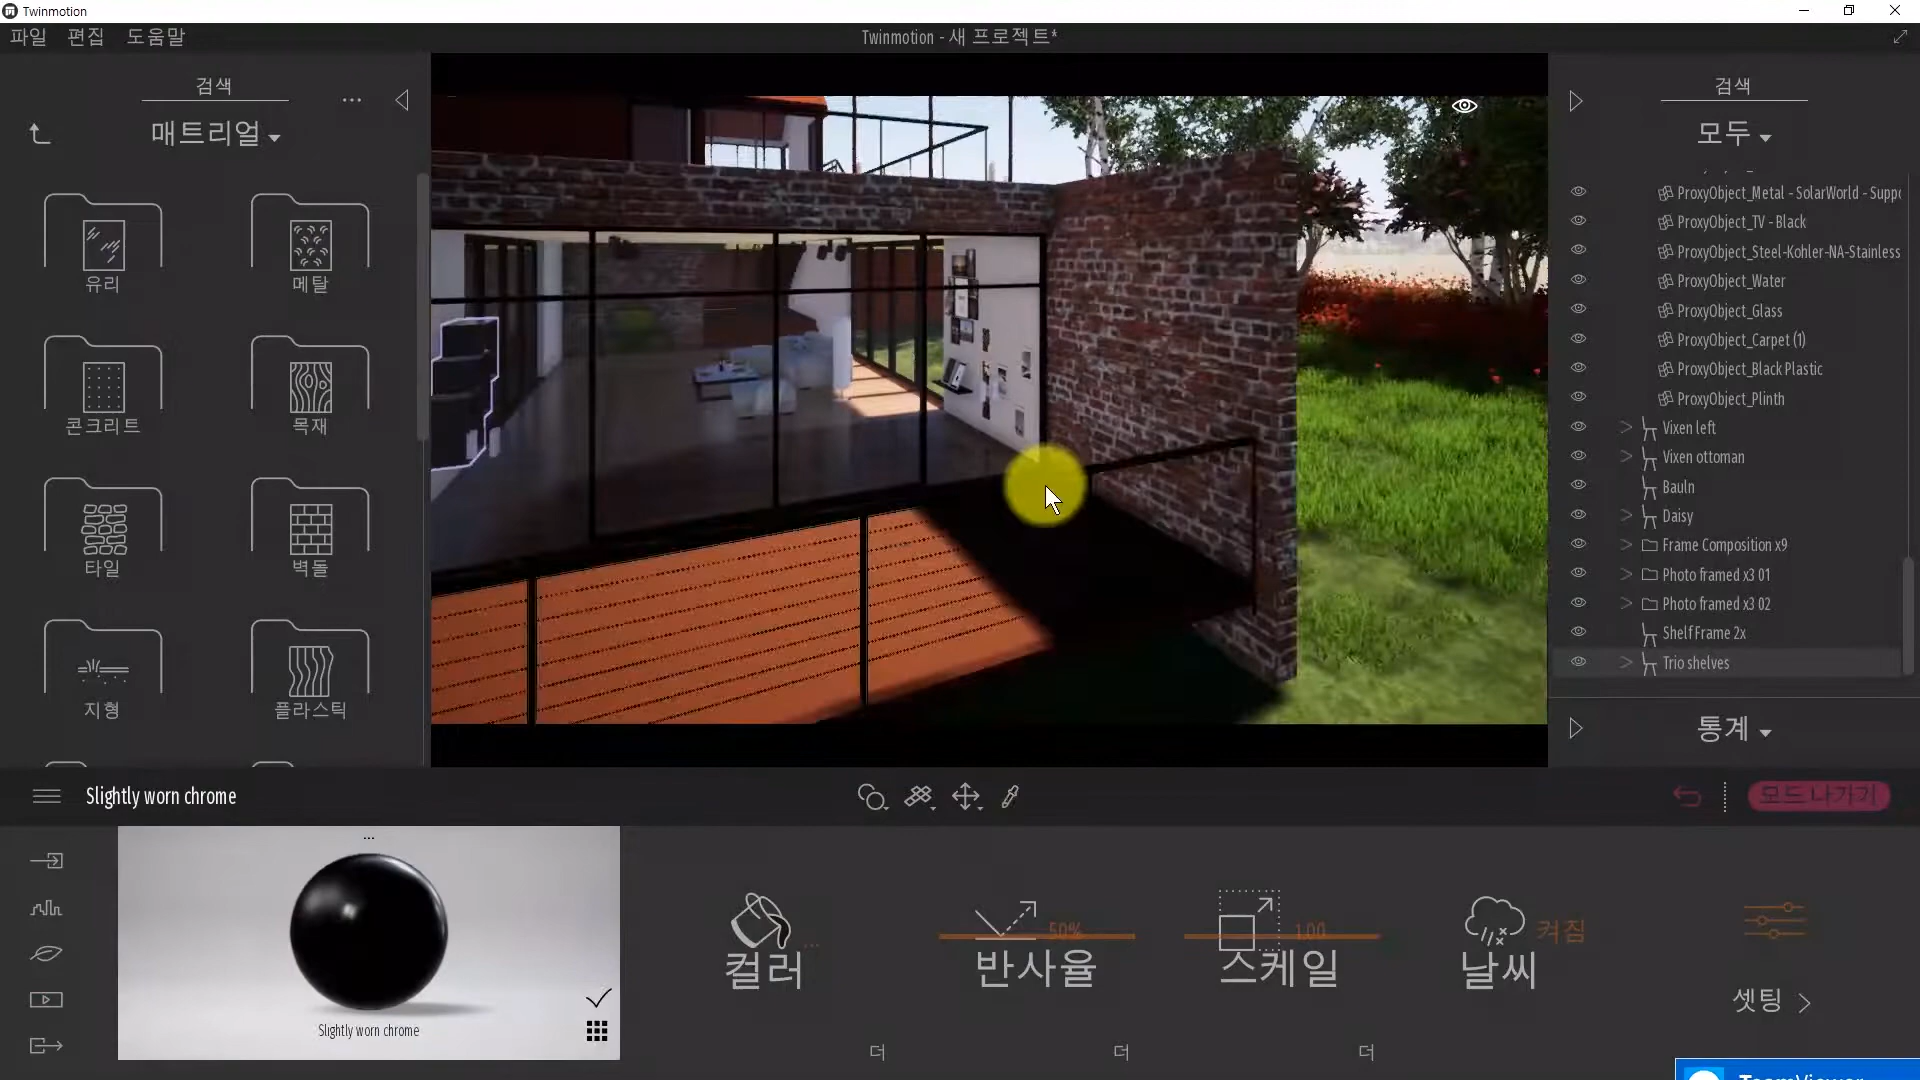 Twinmotion
파일 편집 도움말
Twinmotion - 새 프로젝트*
검색
...
매트리얼
유리
메탈
콘크리트
목재
타일
벽돌
지형
플라스틱
검색
모두
ProxyObject_Metal - SolarWorld - Suppo
ProxyObject_TV - Black
ProxyObject_Steel-Kohler-NA-Stainless
ProxyObject_Water
ProxyObject_Glass
ProxyObject_Carpet (1)
ProxyObject_Black Plastic
ProxyObject_Plinth
Vixen left
Vixen ottoman
Bauln
Daisy
Frame Composition x9
Photo framed x3 01
Photo framed x3 02
Shelf Frame 2x
Trio shelves
통계
Slightly worn chrome
모드 나가기
...
Slightly worn chrome
컬러
...
더
50%
반사율
더
1.00
스케일
더
켜짐
날씨
셋팅
TeamViewer